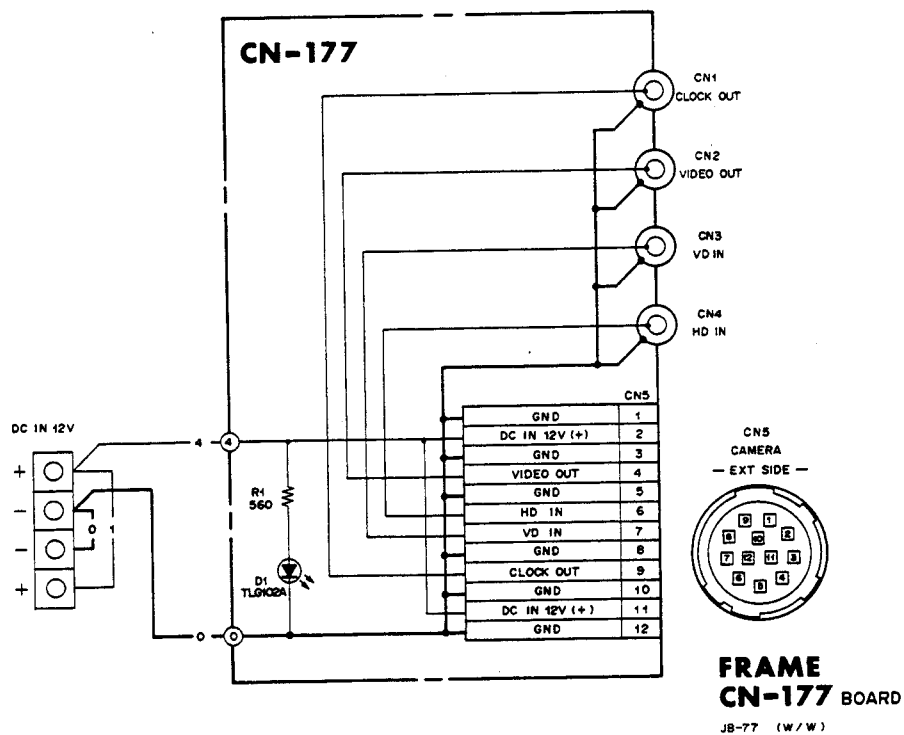 CN-177
CN1
CLOCK OUT
CN2
VIDEO OUT
CN3
VD IN
CN4
HD IN
CN5
GND 1
DC IN 12V (+) 2
GND 3
VIDEO OUT 4
GND 5
HD IN 6
VD IN 7
GND 8
CLOCK OUT 9
GND 10
DC IN 12V (+) 11
GND 12
DC IN 12V
+
-
-
+
0 1
4 4
0 0
R1
560
D1
TLG102A
CN5
CAMERA
— EXT SIDE —
9 1
8 10 2
7 12 11 3
6 5 4
FRAME
CN-177 BOARD
JB-77 (W/W)